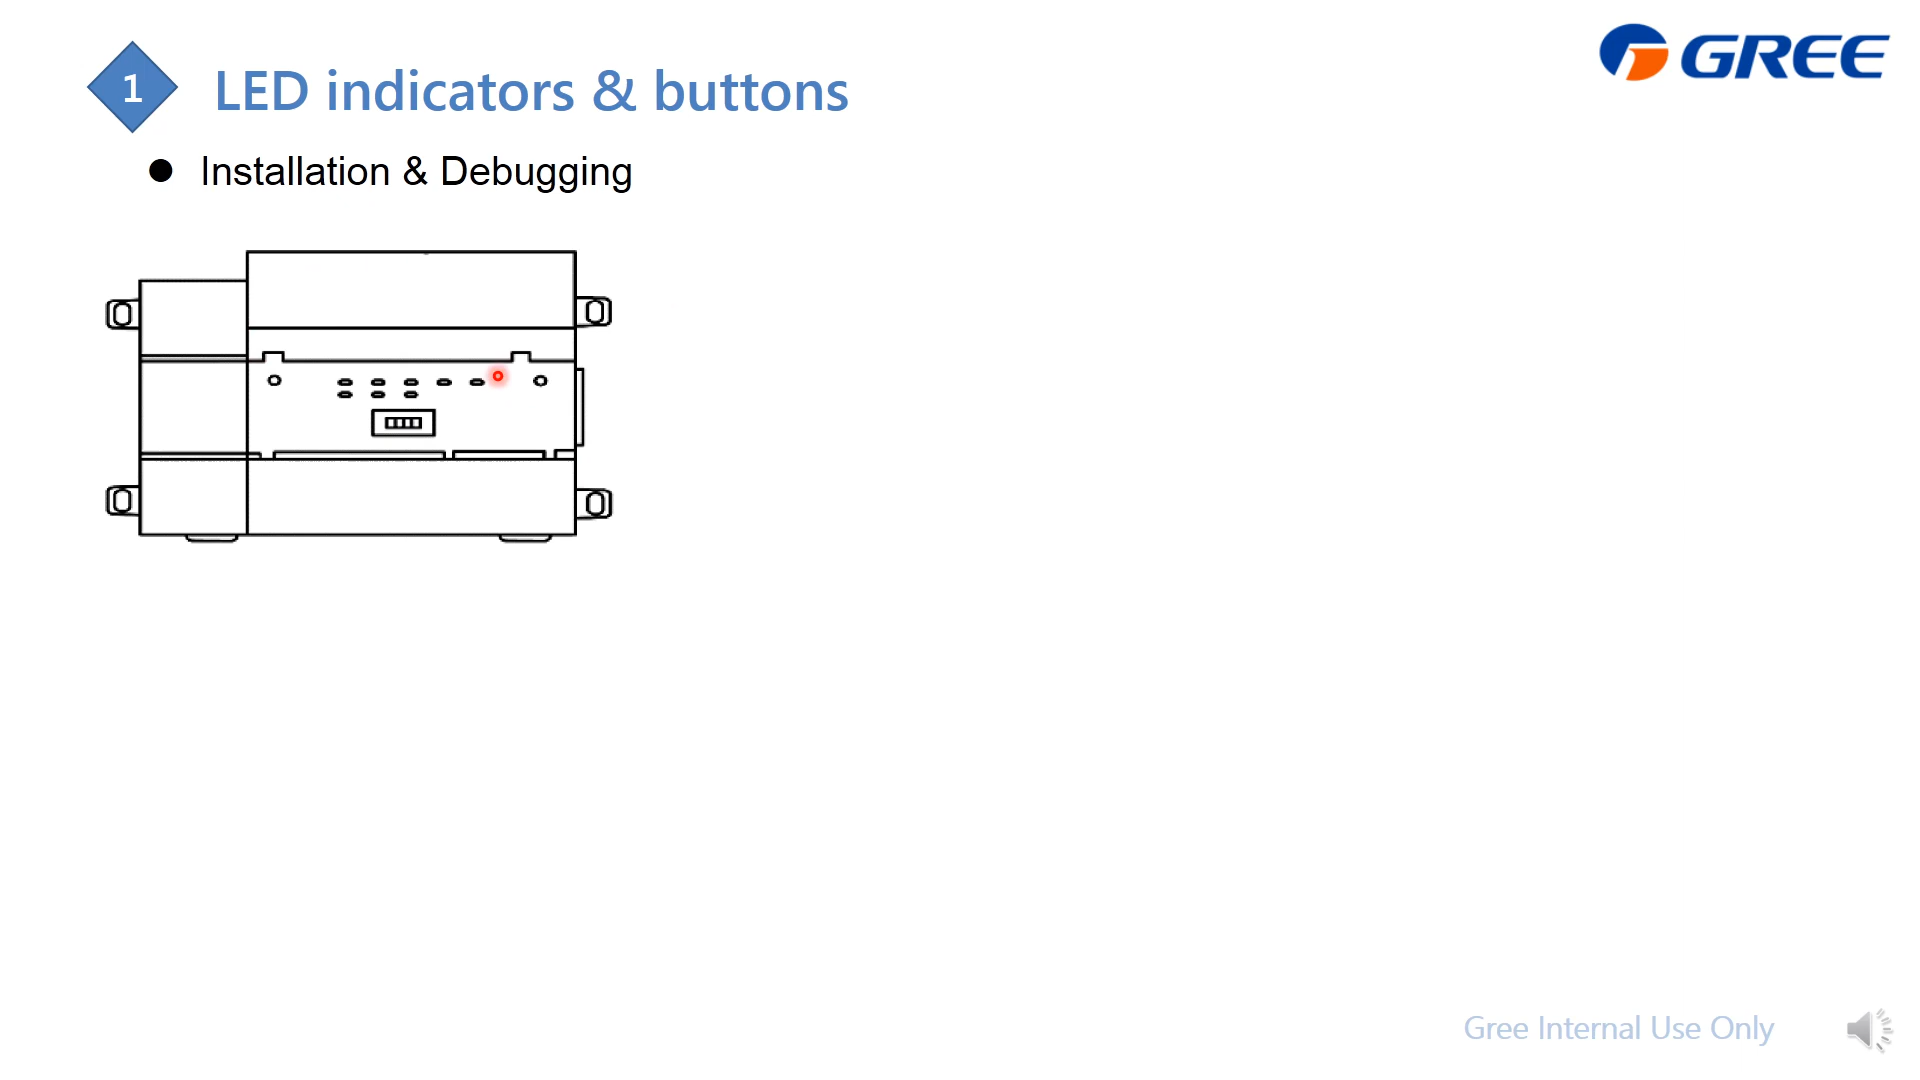 GREE
1
LED indicators & buttons
● Installation & Debugging
Gree Internal Use Only